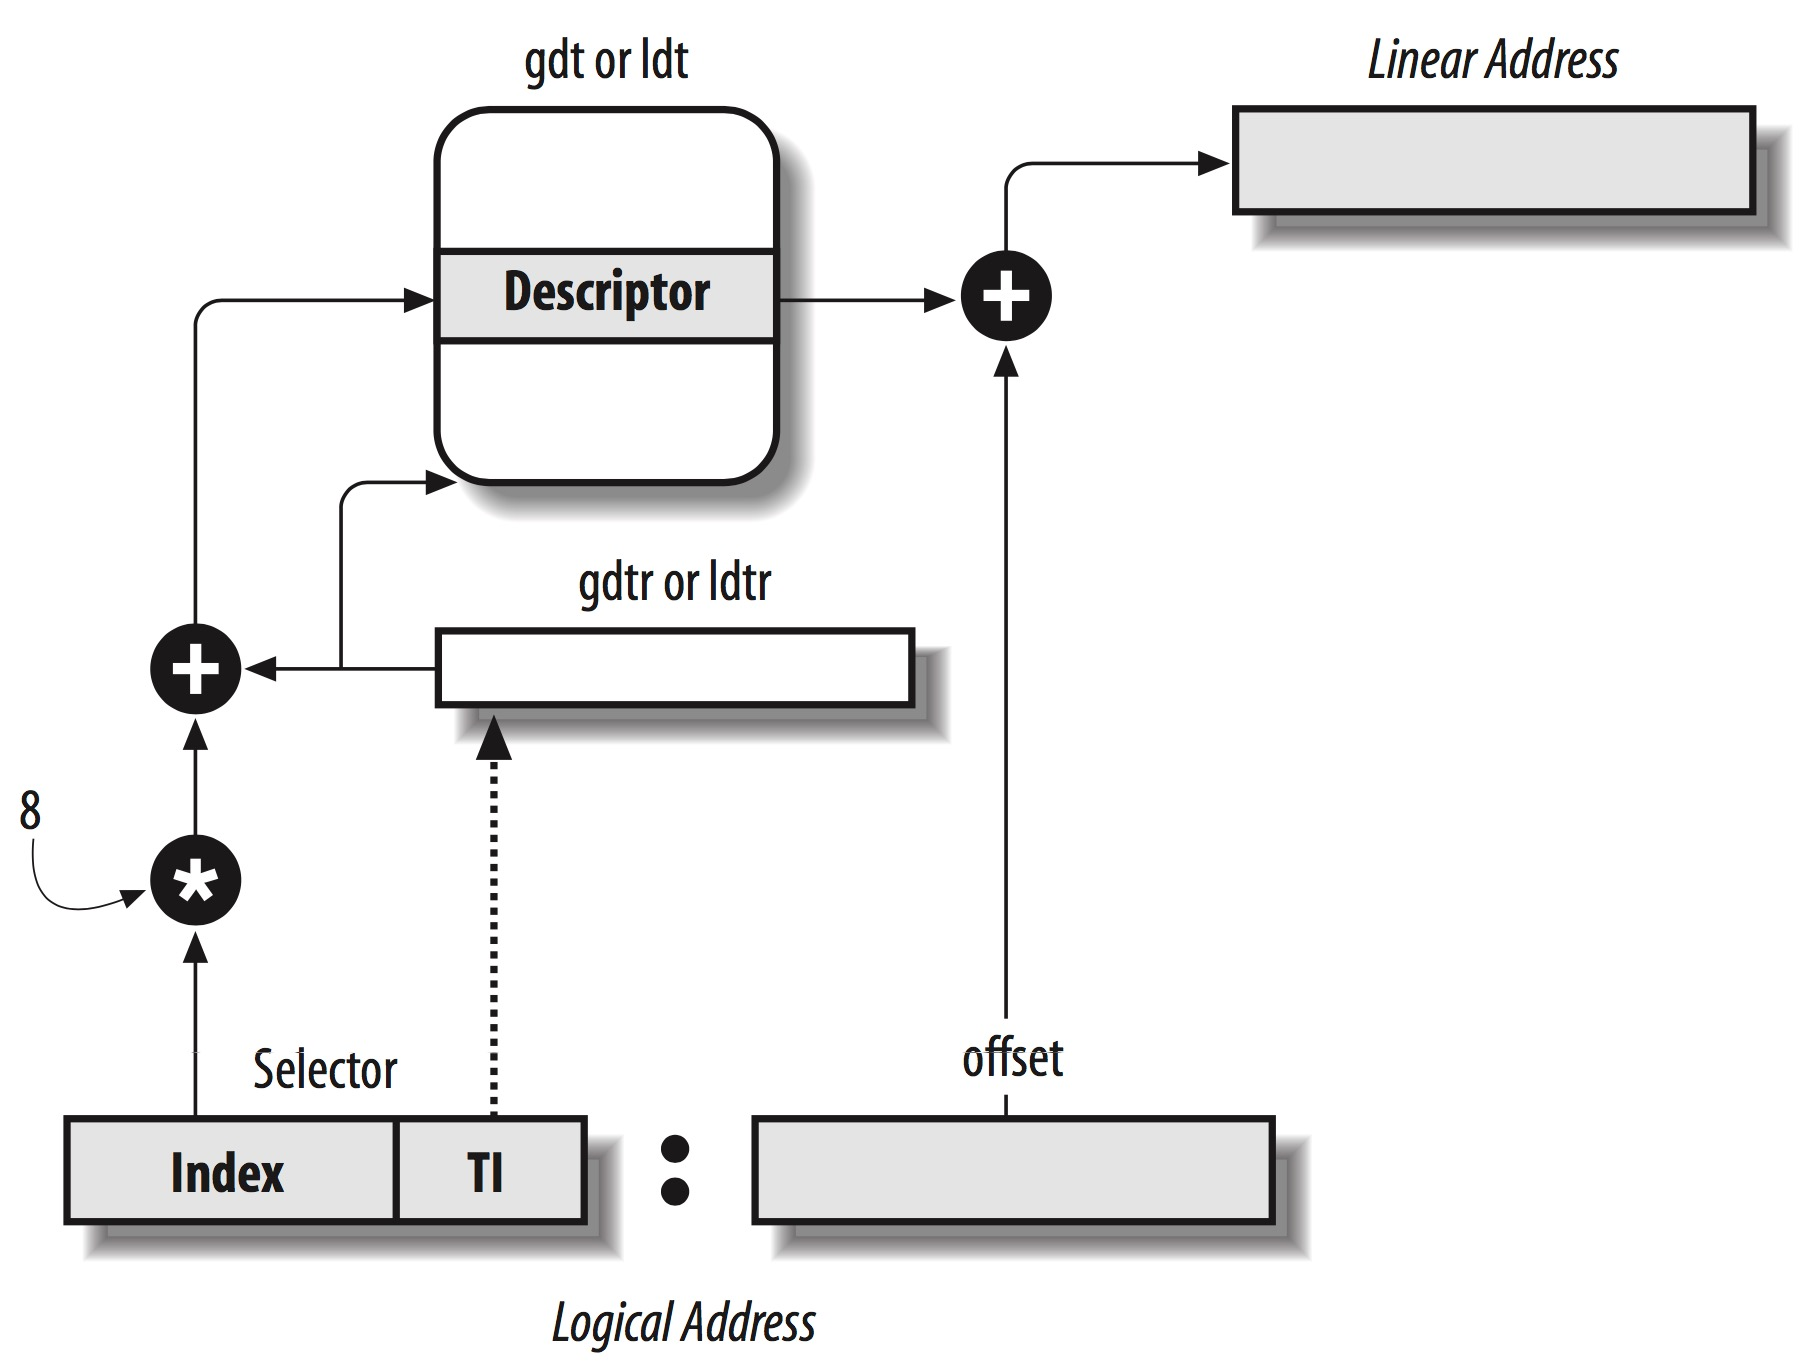 gdt or ldt
Linear Address
Descriptor
+
gdtr or ldtr
+
8
*
Selector
offset
Index
TI
:
Logical Address